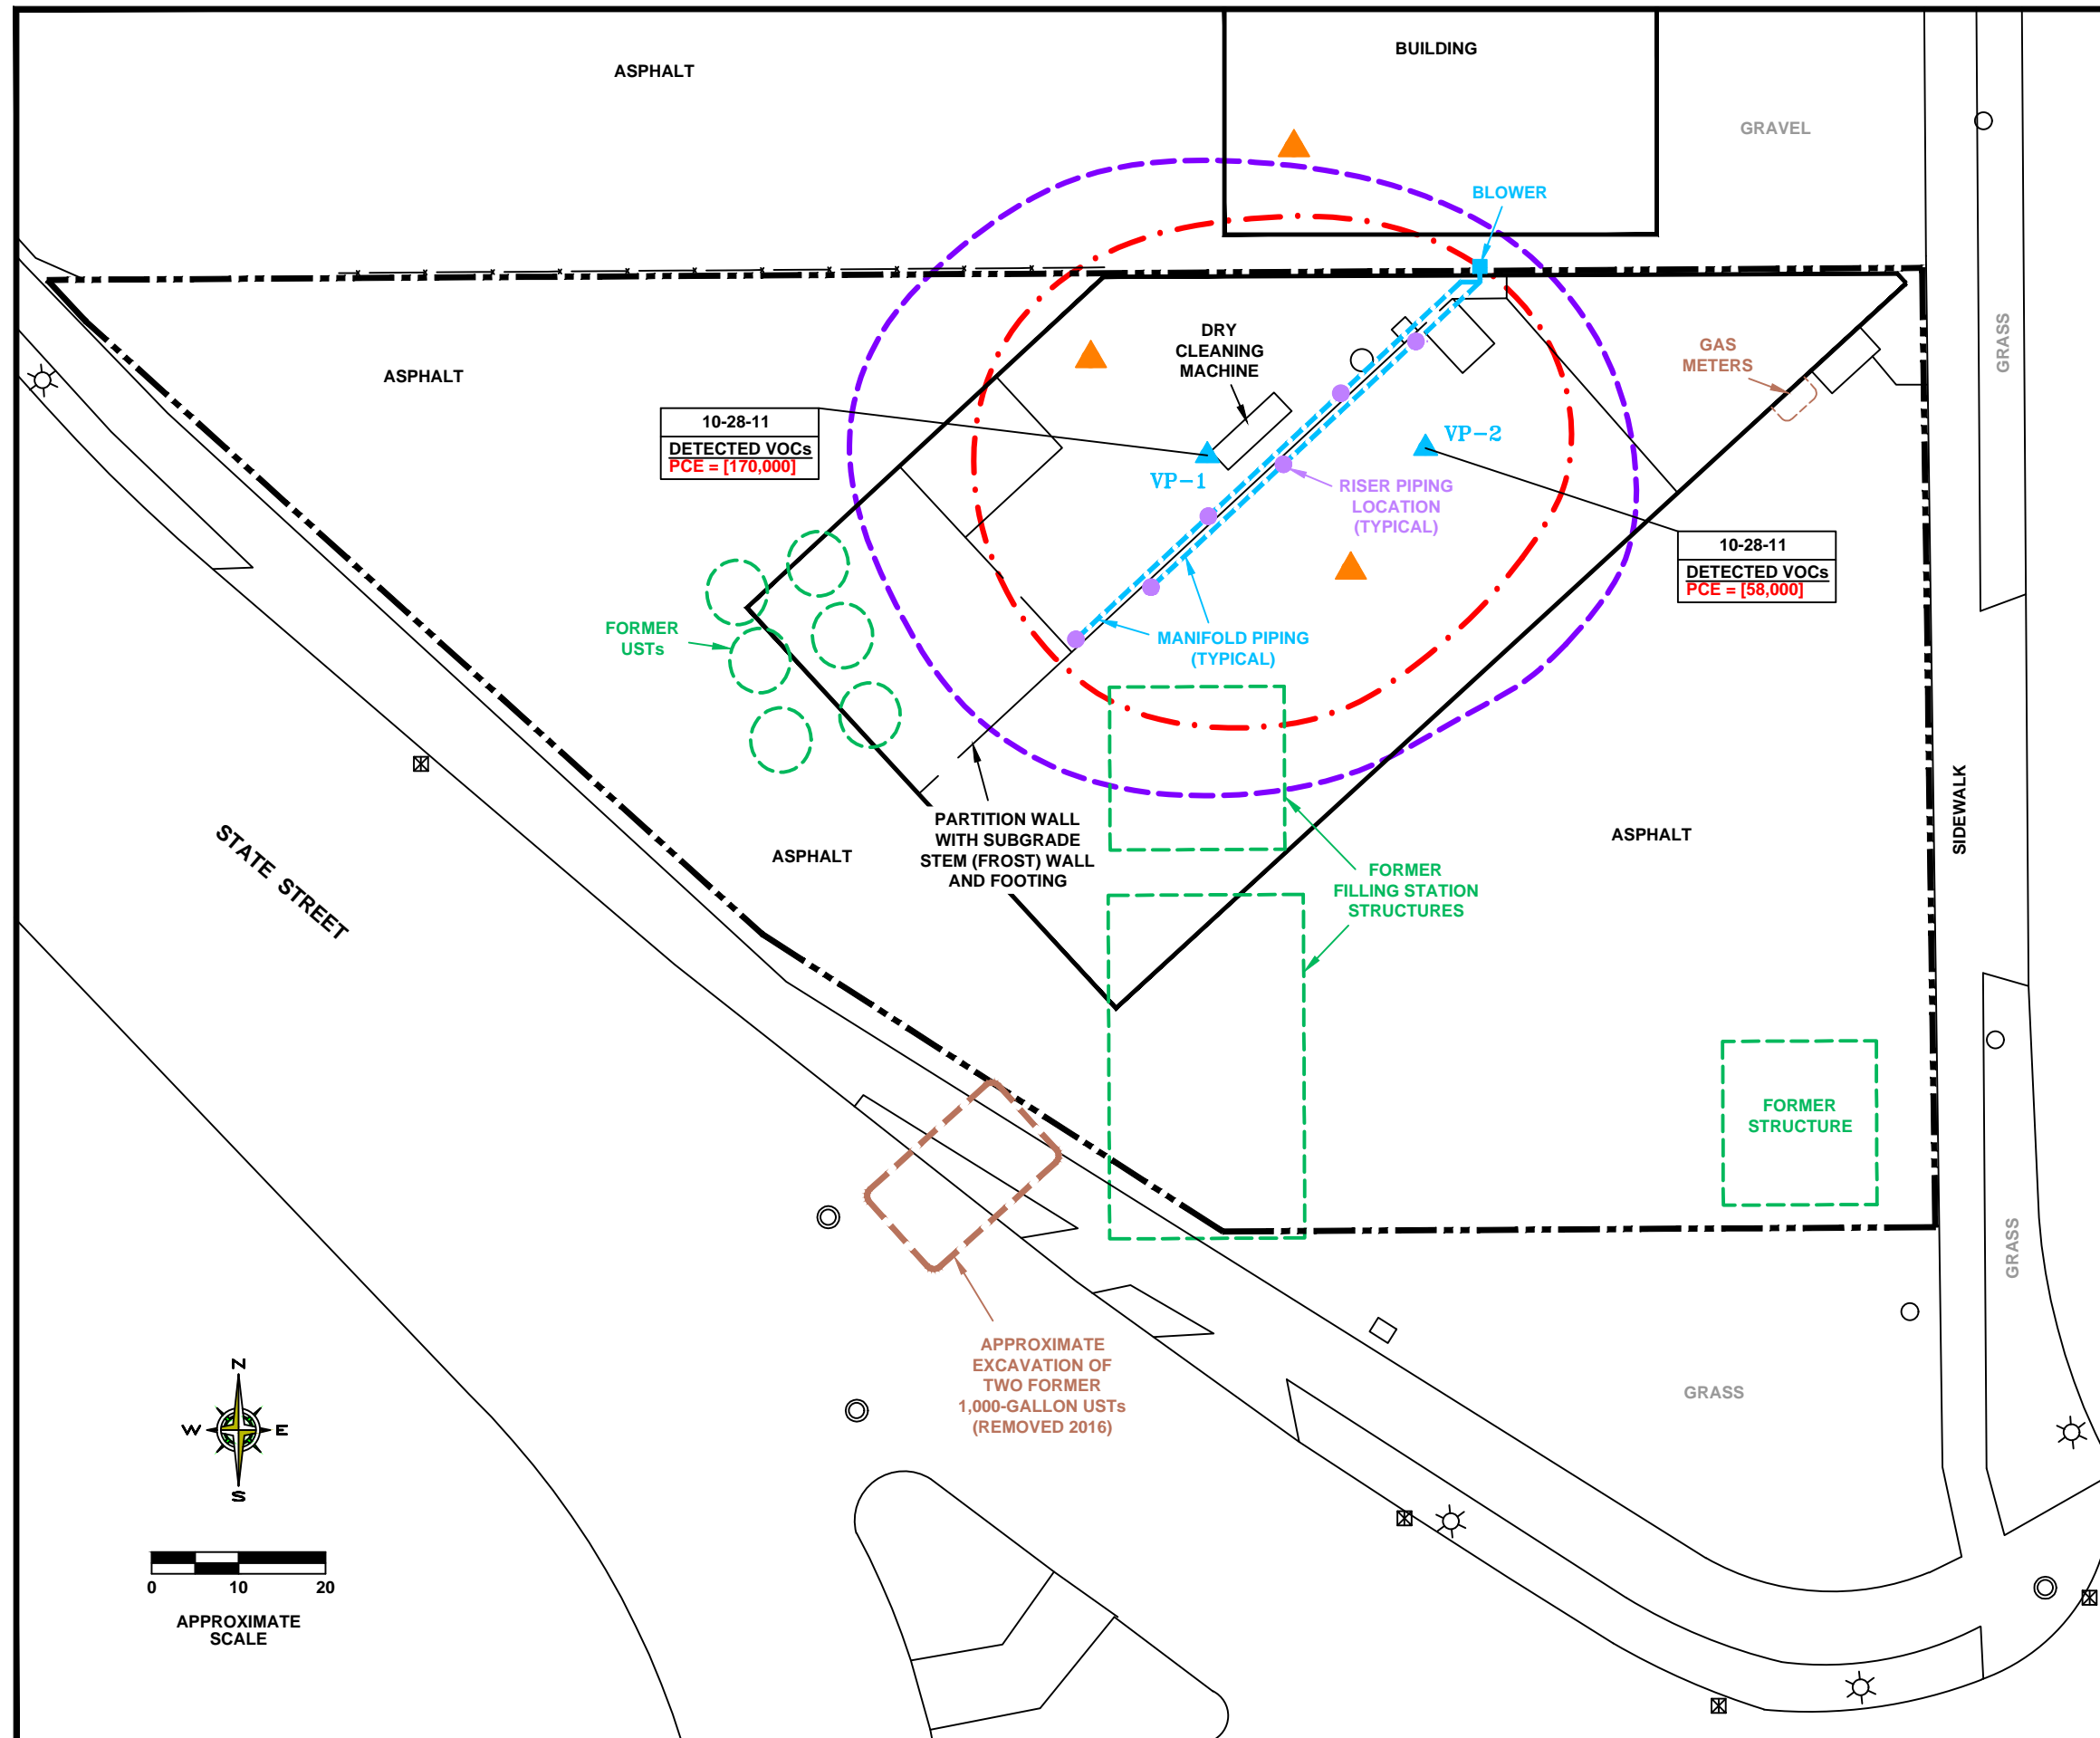 BUILDING
ASPHALT
GRAVEL
BLOWER
DRY
CLEANING
MACHINE
GAS
METERS
GRASS
ASPHALT
10-28-11
DETECTED VOCs
PCE = [170,000]
VP-1
VP-2
RISER PIPING
LOCATION
(TYPICAL)
10-28-11
DETECTED VOCs
PCE = [58,000]
FORMER
USTs
MANIFOLD PIPING
(TYPICAL)
PARTITION WALL
WITH SUBGRADE
STEM (FROST) WALL
AND FOOTING
ASPHALT
ASPHALT
SIDEWALK
STATE STREET
FORMER
FILLING STATION
STRUCTURES
FORMER
STRUCTURE
GRASS
APPROXIMATE
EXCAVATION OF
TWO FORMER
1,000-GALLON USTs
(REMOVED 2016)
GRASS
N
W E
S
0 10 20
APPROXIMATE
SCALE